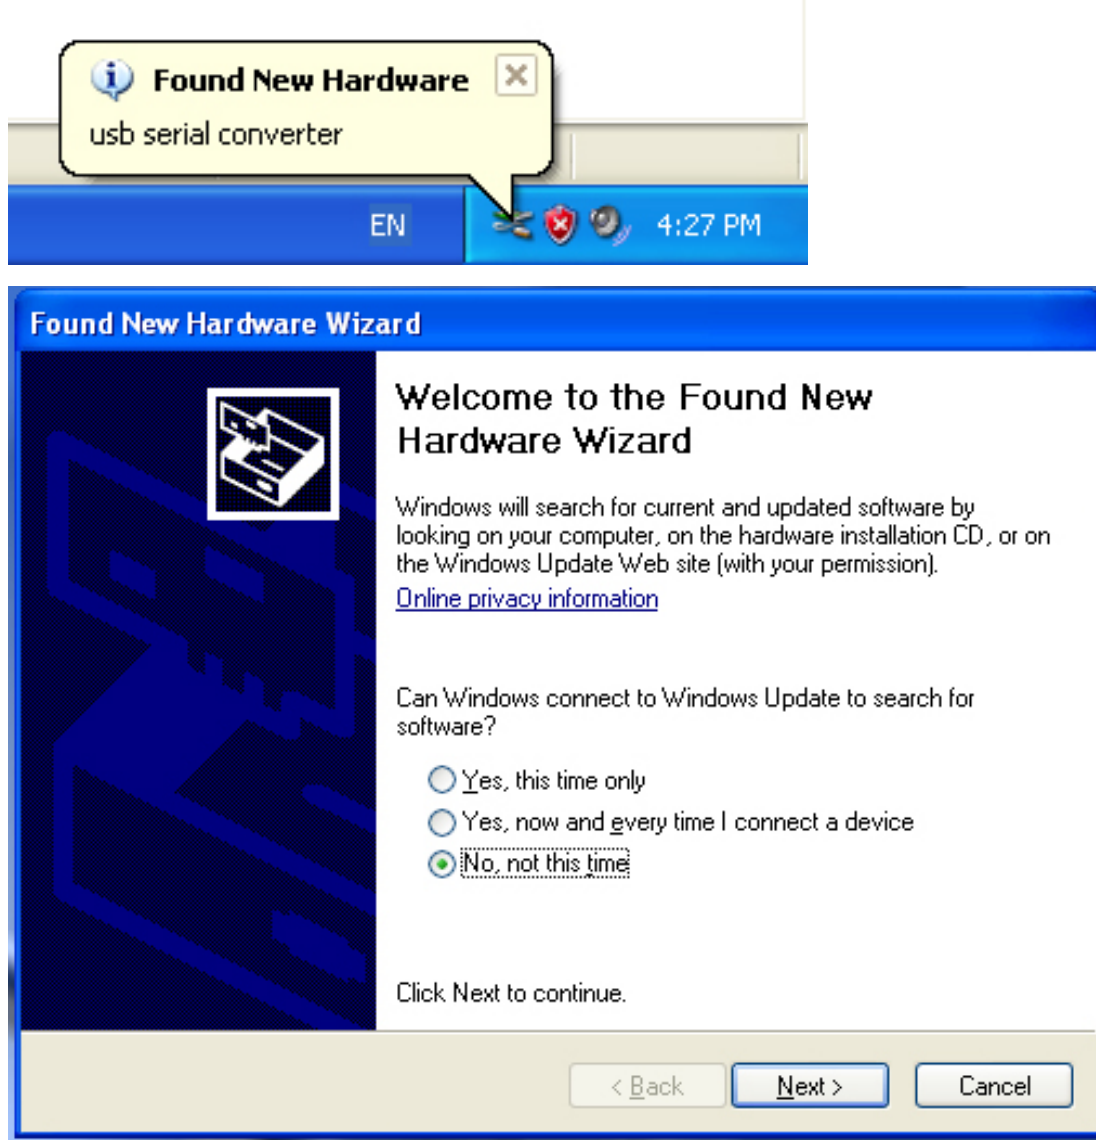 Found New Hardware
usb serial converter
EN
4:27 PM
Found New Hardware Wizard
Welcome to the Found New
Hardware Wizard
Windows will search for current and updated software by
looking on your computer, on the hardware installation CD, or on
the Windows Update Web site (with your permission).
Online privacy information
Can Windows connect to Windows Update to search for
software?
Yes, this time only
Yes, now and every time I connect a device
No, not this time
Click Next to continue.
< Back
Next >
Cancel